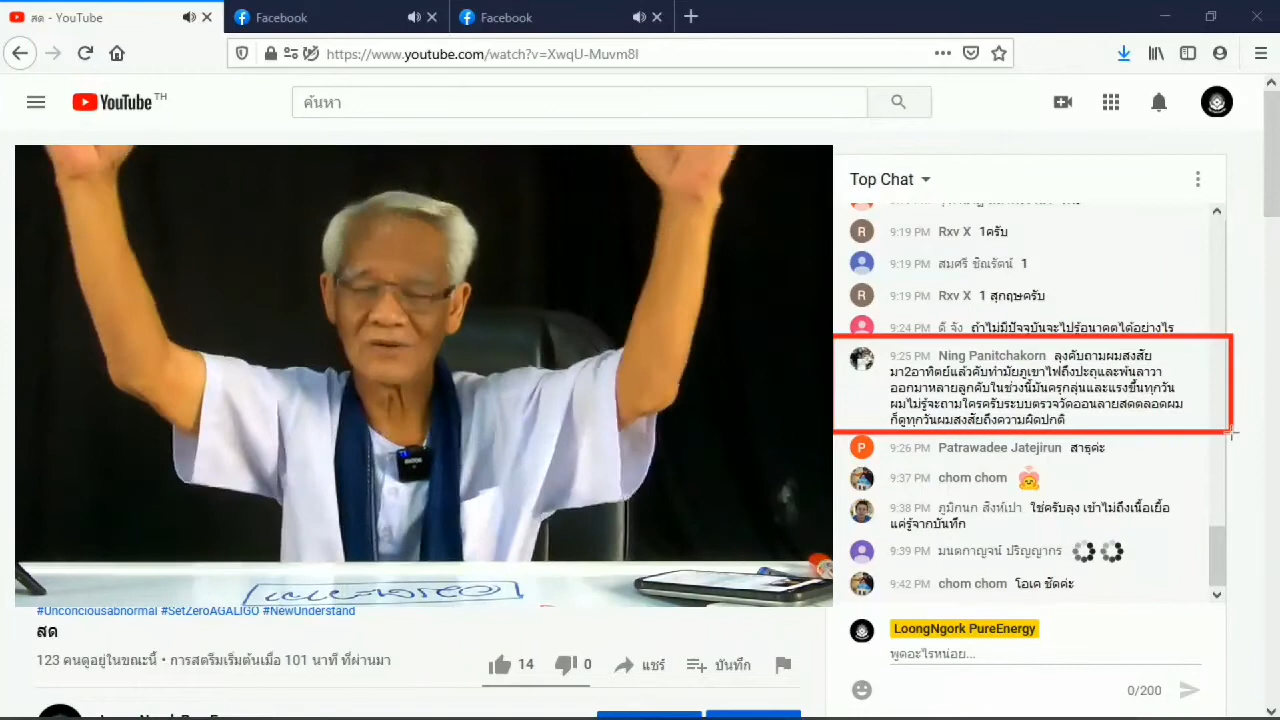 สด - YouTube
Facebook
Facebook
https://www.youtube.com/watch?v=XwqU-Muvm8I
YouTube TH
ค้นหา
Top Chat
R 9:19 PM Rxv X 1ครับ
9:19 PM สมศรี ชิณรัตน์ 1
R 9:19 PM Rxv X 1 สุกฤษครับ
9:24 PM ดี้ จัง ถ้าไม่มีปัจจุบันจะไปรู้อนาคตได้อย่างไร
9:25 PM Ning Panitchakorn ลุงคับถามผมสงสัย
มา2อาทิตย์แล้วคับทำมัยภูเขาไฟถึงปะถุและพ้นลาวา
ออกมาหลายลูกคับในช่วงนี้มันครุกลุ่นและแรงขึ้นทุกวัน
ผมไม่รู้จะถามใครครับระบบตรวจวัดออนลายสดตลอดผม
ก็ดูทุกวันผมสงสัยถึงความผิดปกติ
P 9:26 PM Patrawadee Jatejirun สาธุค่ะ
9:37 PM chom chom
9:38 PM ภูมิกนก สิงห์เปา ใช่ครับลุง เข้าไม่ถึงเนื้อเยื้อ
แค่รู้จากบันทึก
9:39 PM มนตกาญจน์ ปริญญากร
9:42 PM chom chom โอเค ชัดค่ะ
LoongNgork PureEnergy
พูดอะไรหน่อย...
0/200
#Unconciousabnormal #SetZeroAGALIGO #NewUnderstand
สด
123 คนดูอยู่ในขณะนี้ • การสตรีมเริ่มต้นเมื่อ 101 นาที ที่ผ่านมา
14 0 แชร์ บันทึก